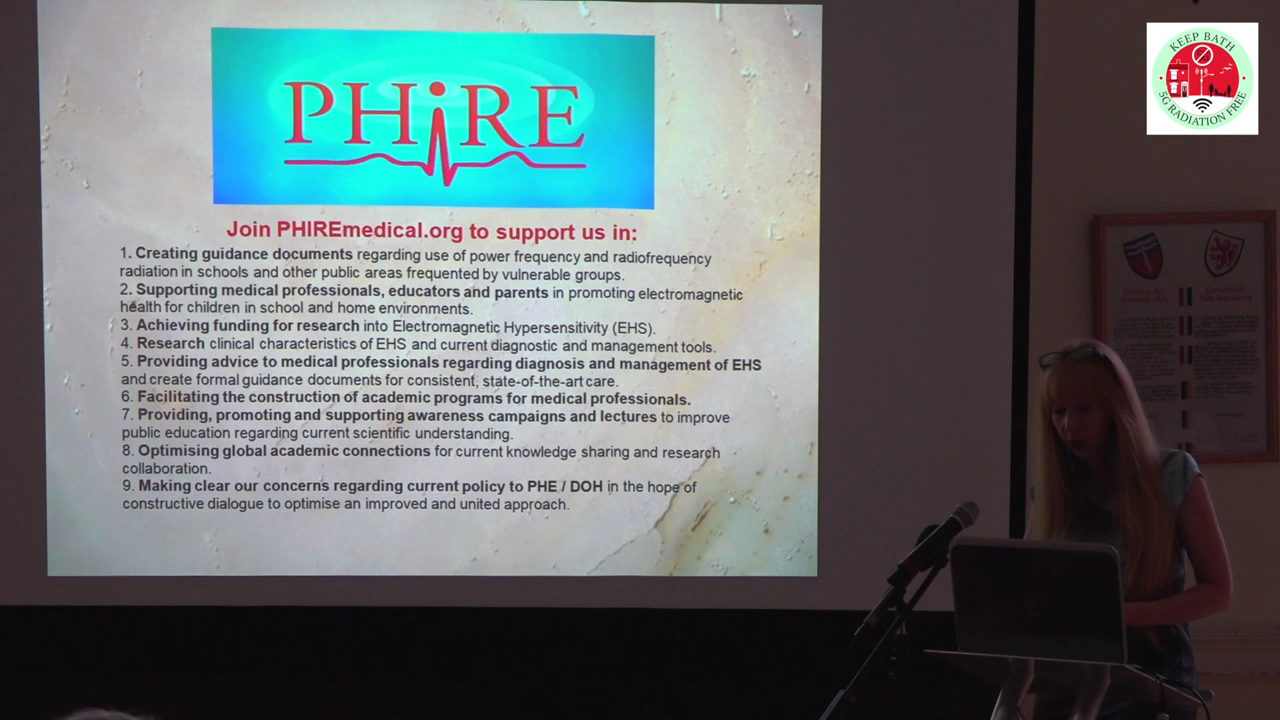 PHiRE
Join PHIREmedical.org to support us in:
1. Creating guidance documents regarding use of power frequency and radiofrequency
radiation in schools and other public areas frequented by vulnerable groups.
2. Supporting medical professionals, educators and parents in promoting electromagnetic
health for children in school and home environments.
3. Achieving funding for research into Electromagnetic Hypersensitivity (EHS).
4. Research clinical characteristics of EHS and current diagnostic and management tools.
5. Providing advice to medical professionals regarding diagnosis and management of EHS
and create formal guidance documents for consistent, state-of-the-art care.
6. Facilitating the construction of academic programs for medical professionals.
7. Providing, promoting and supporting awareness campaigns and lectures to improve
public education regarding current scientific understanding.
8. Optimising global academic connections for current knowledge sharing and research
collaboration.
9. Making clear our concerns regarding current policy to PHE / DOH in the hope of
constructive dialogue to optimise an improved and united approach.
KEEP BATH
5G RADIATION FREE